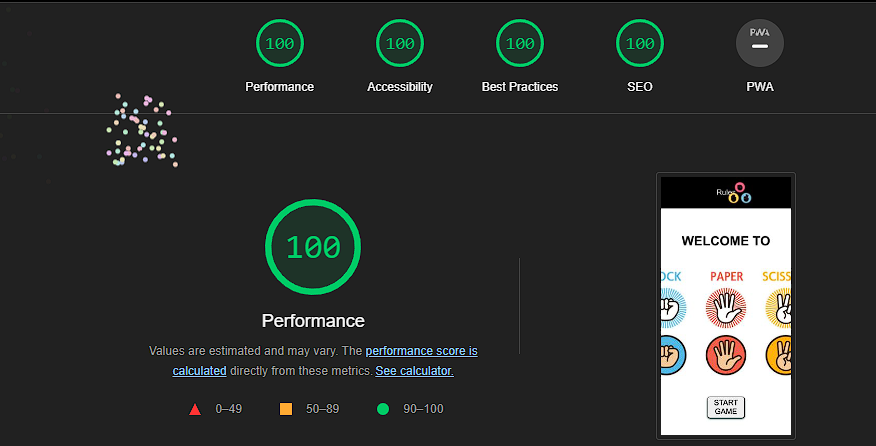 100
100
100
100
PWA
Performance
Accessibility
Best Practices
SEO
PWA
100
Performance
Values are estimated and may vary. The performance score is
calculated directly from these metrics. See calculator.
0–49
50–89
90–100
Rules
WELCOME TO
OCK
PAPER
SCISS
START
GAME